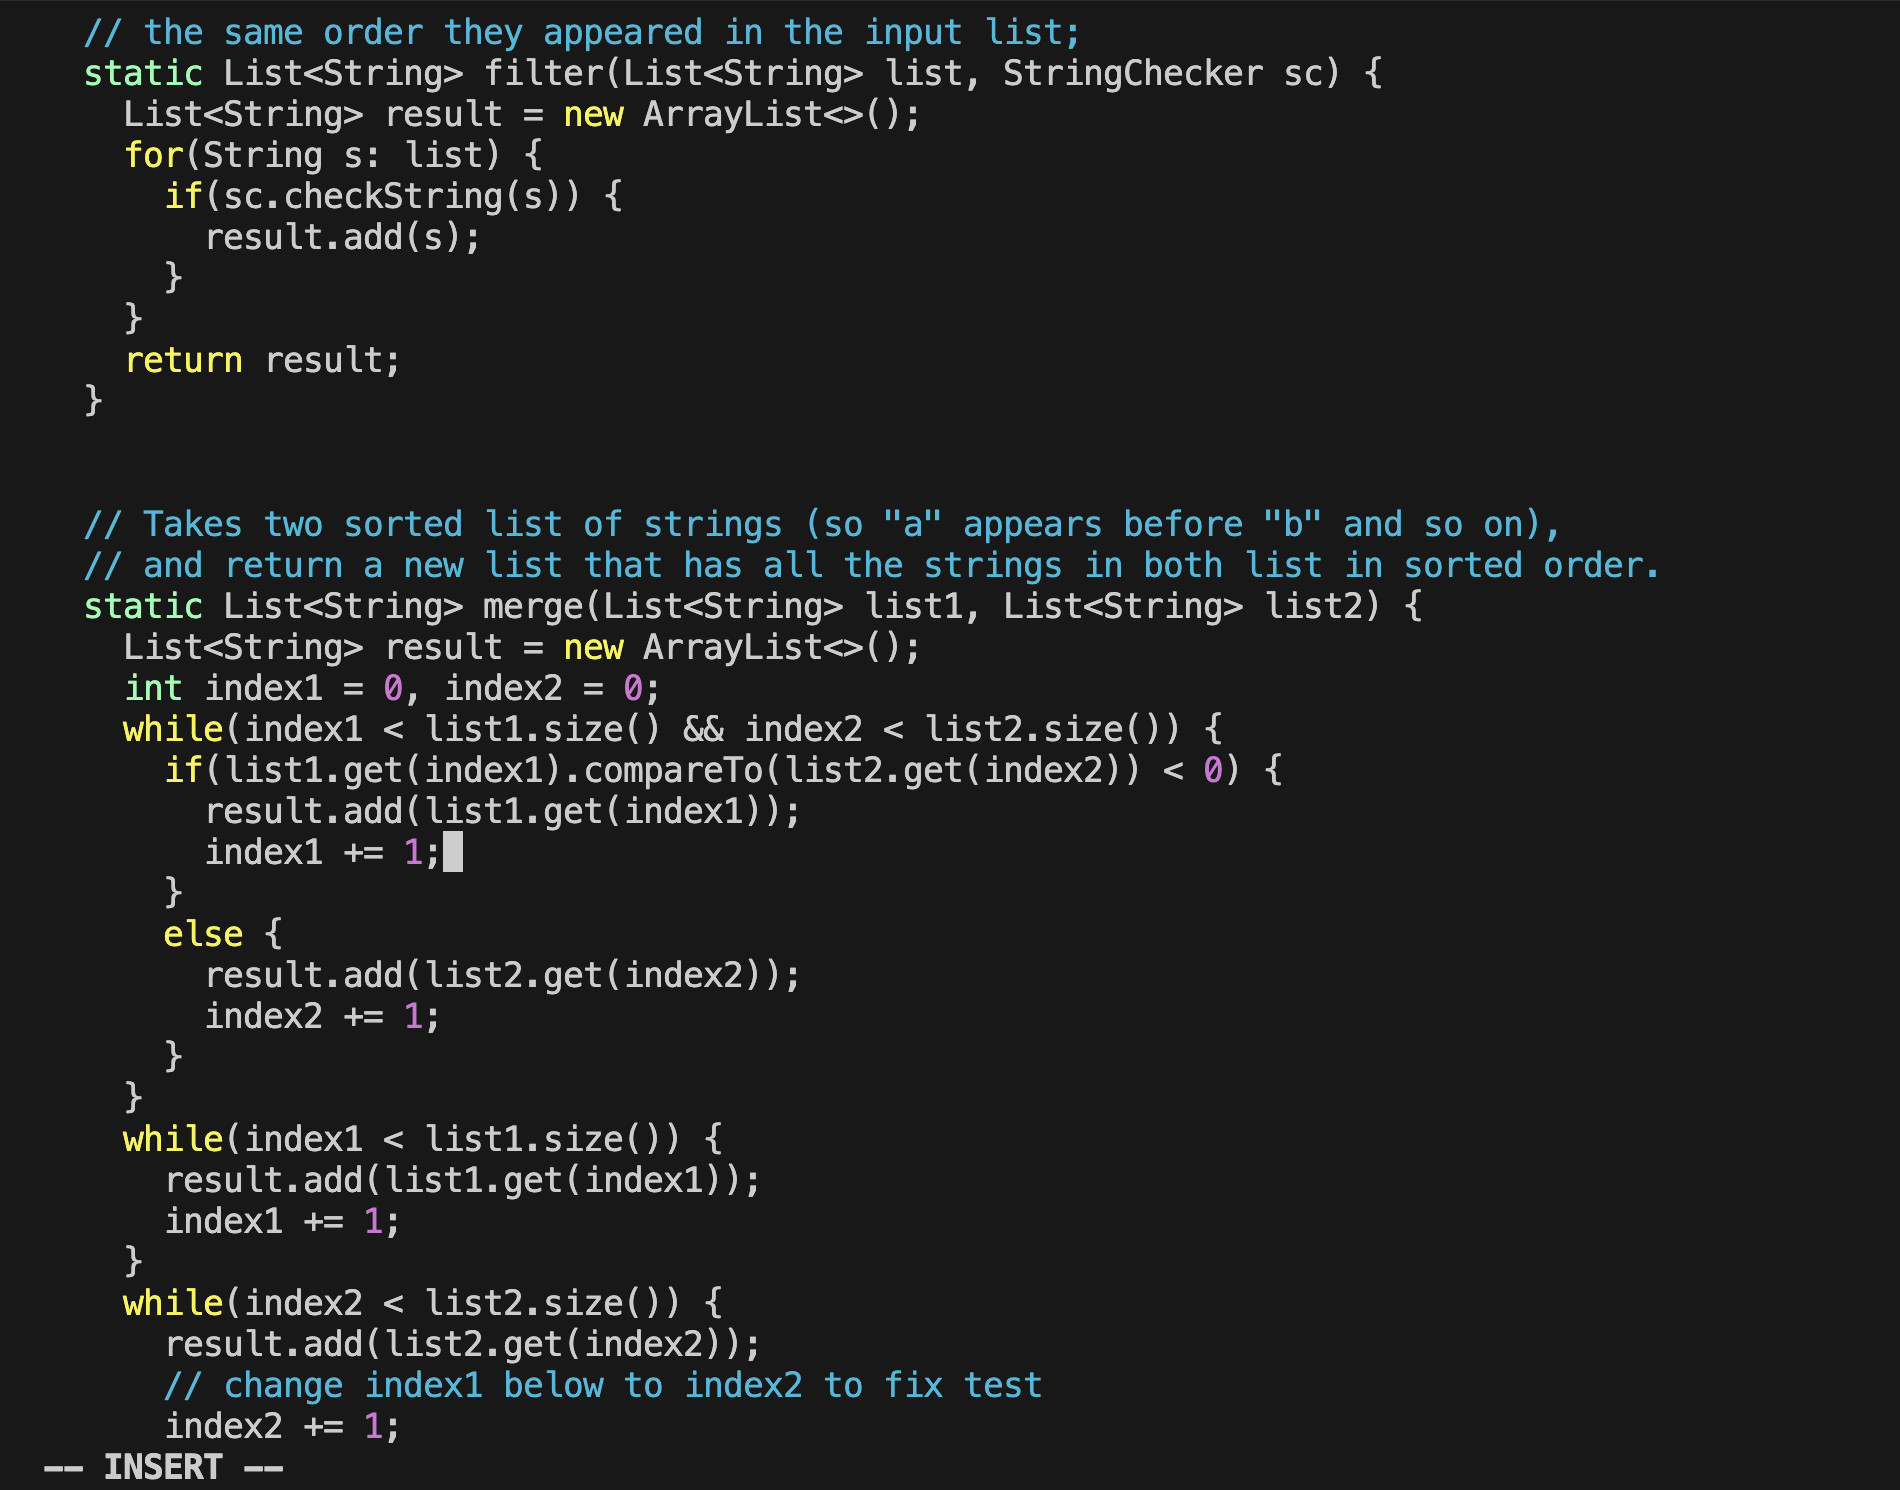 // the same order they appeared in the input list;
static List<String> filter(List<String> list, StringChecker sc) {
List<String> result = new ArrayList<>();
for(String s: list) {
if(sc.checkString(s)) {
result.add(s);
}
}
return result;
}
// Takes two sorted list of strings (so "a" appears before "b" and so on),
// and return a new list that has all the strings in both list in sorted order.
static List<String> merge(List<String> list1, List<String> list2) {
List<String> result = new ArrayList<>();
int index1 = 0, index2 = 0;
while(index1 < list1.size() && index2 < list2.size()) {
if(list1.get(index1).compareTo(list2.get(index2)) < 0) {
result.add(list1.get(index1));
index1 += 1;
}
else {
result.add(list2.get(index2));
index2 += 1;
}
}
while(index1 < list1.size()) {
result.add(list1.get(index1));
index1 += 1;
}
while(index2 < list2.size()) {
result.add(list2.get(index2));
// change index1 below to index2 to fix test
index2 += 1;
-- INSERT --